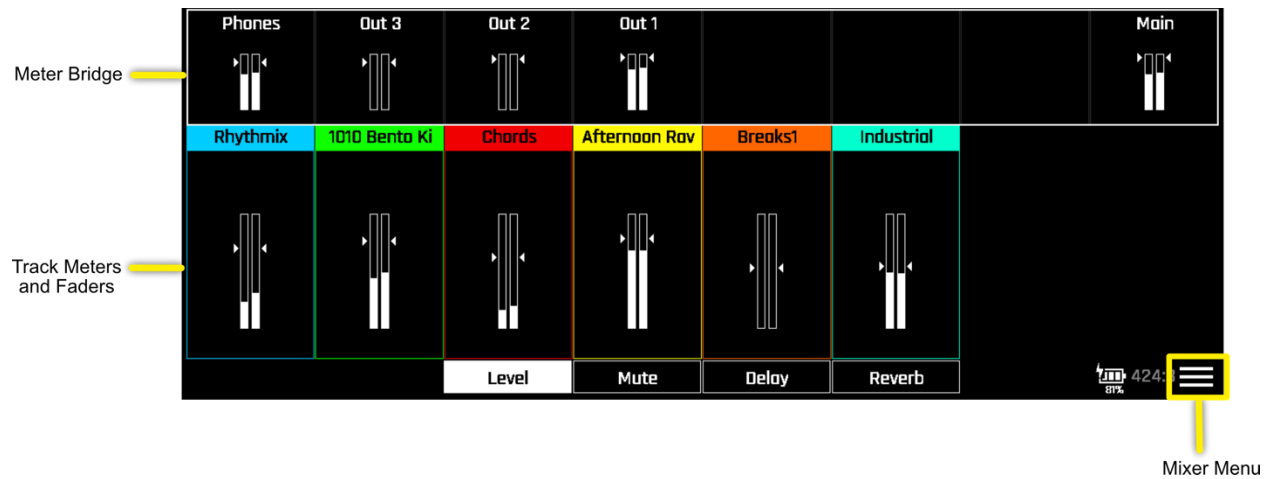 Phones Out 3 Out 2 Out 1 Main
Meter Bridge
Rhythmix 1010 Bento Ki Chords Afternoon Rav Breaks1 Industrial
Track Meters
and Faders
Level Mute Delay Reverb
424:
81%
Mixer Menu